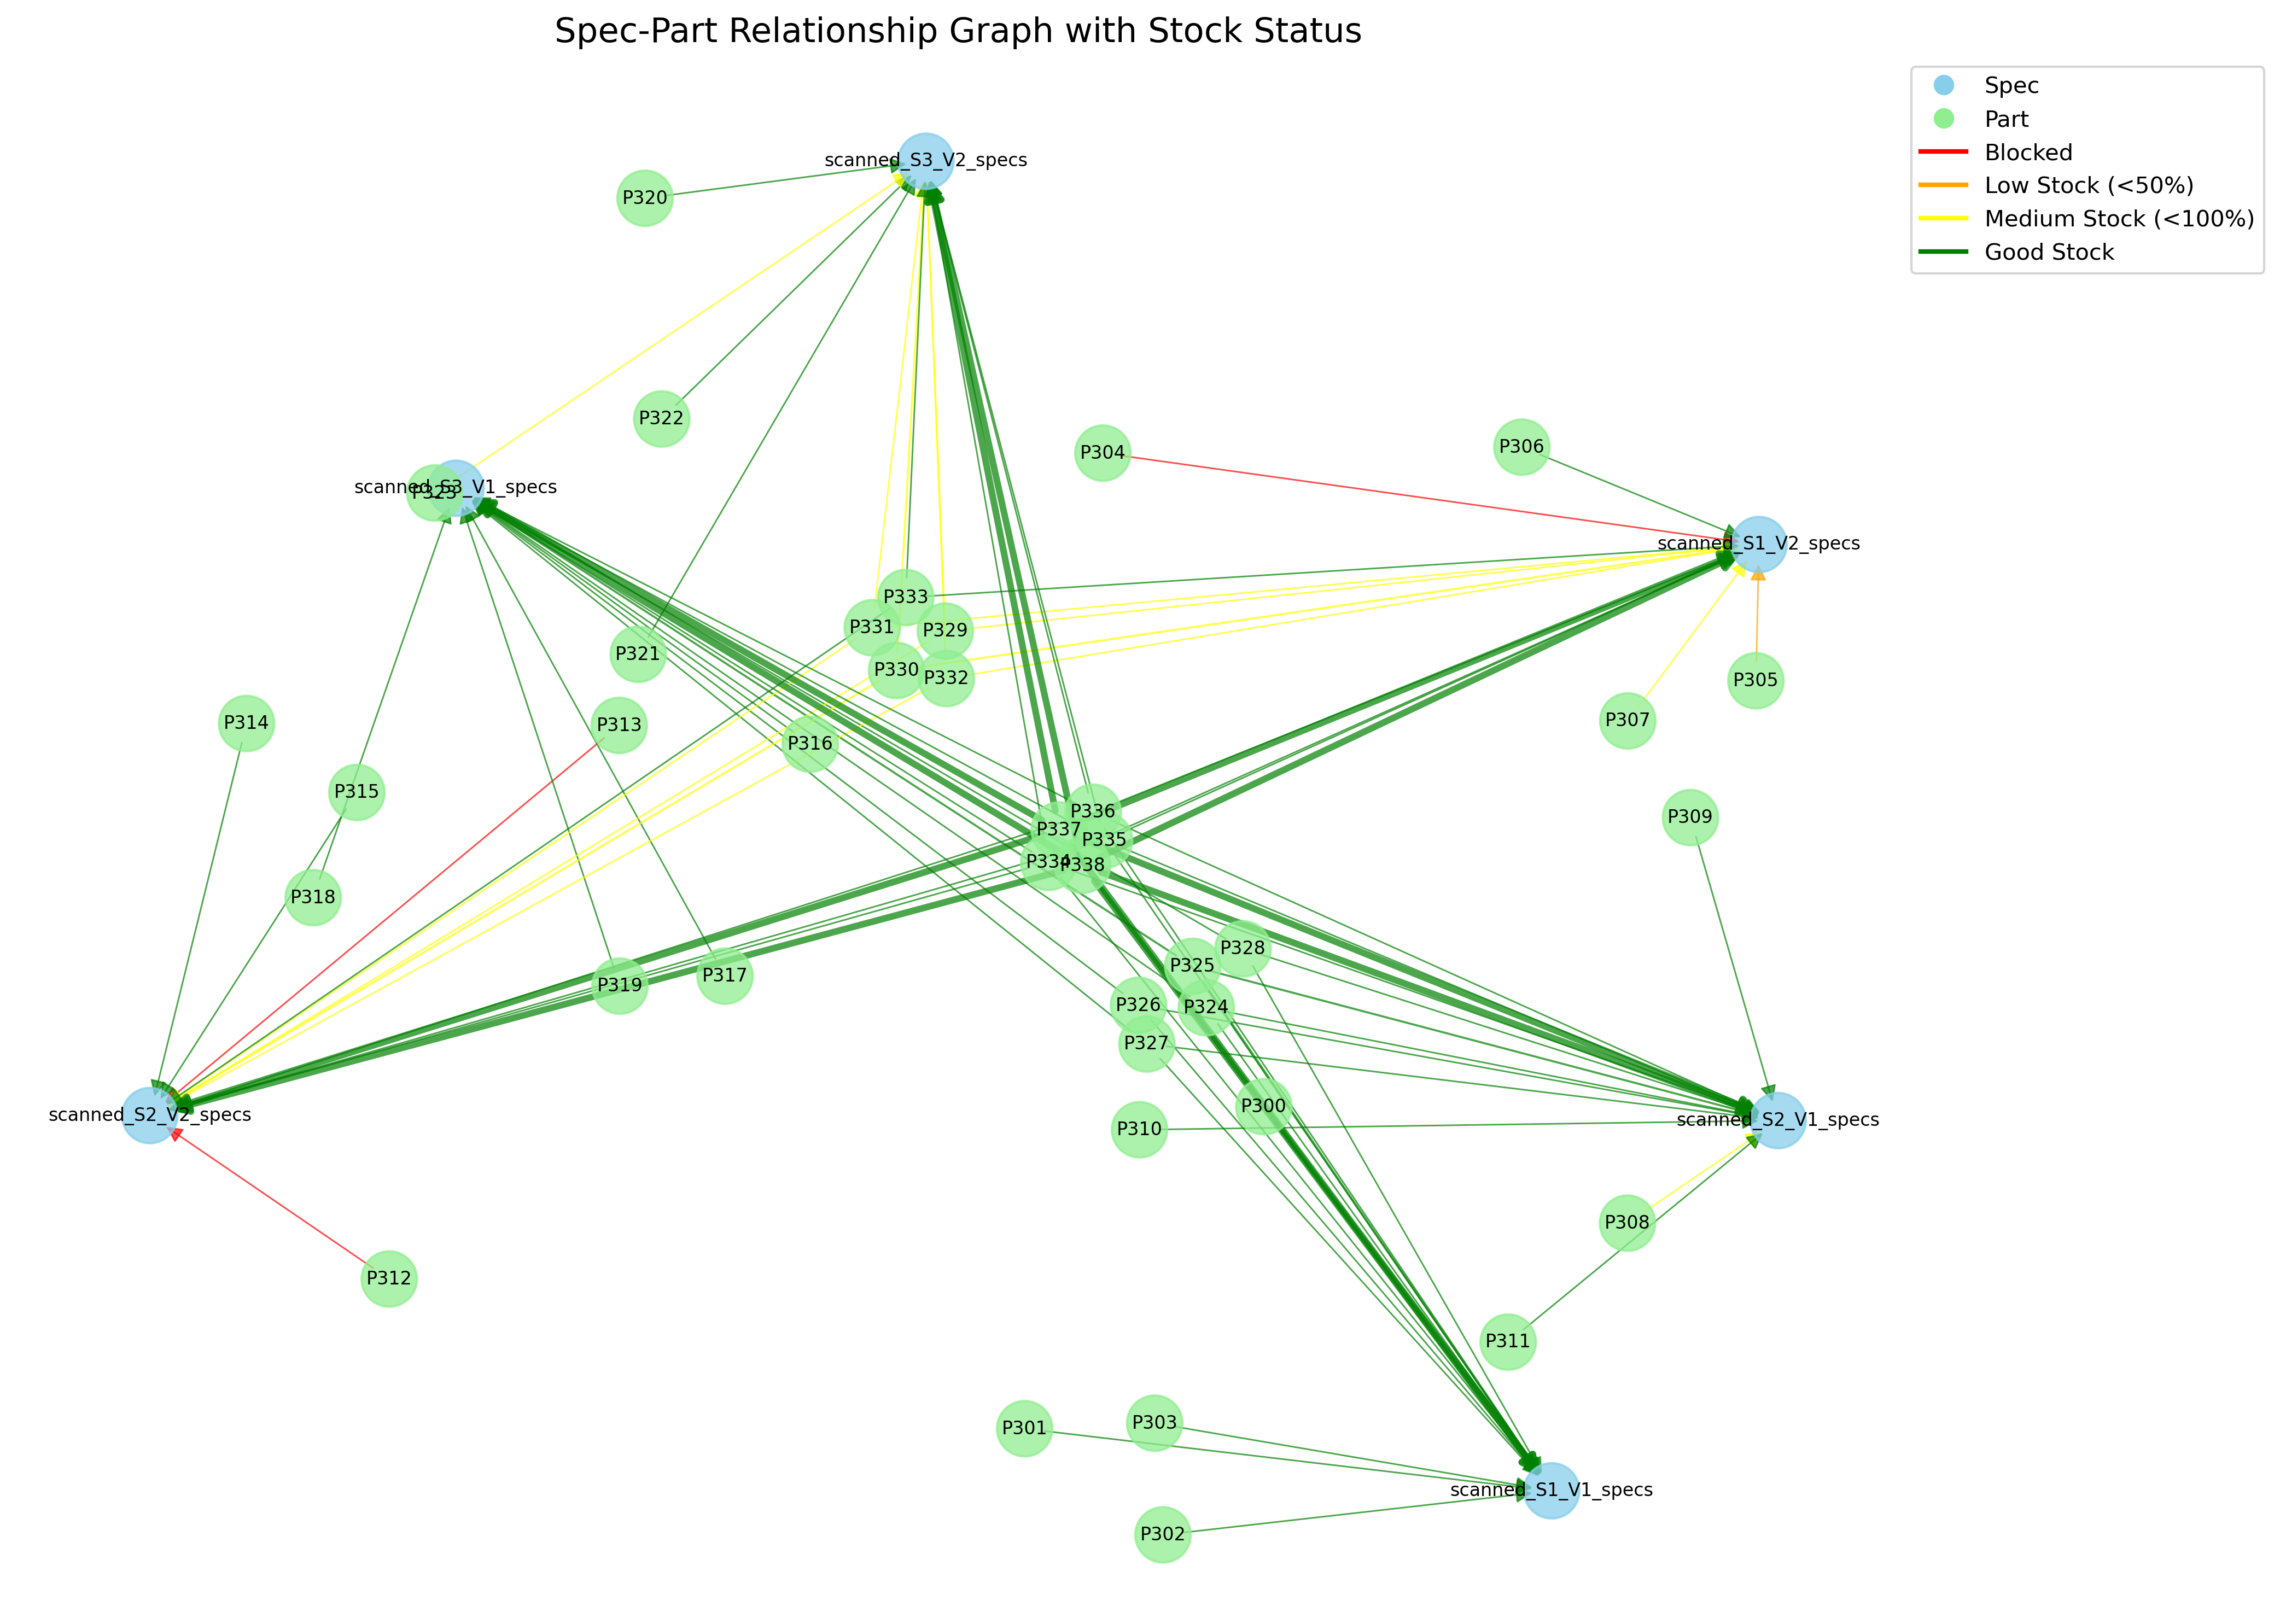 Spec-Part Relationship Graph with Stock Status
Spec
Part
Blocked
Low Stock (<50%)
Medium Stock (<100%)
Good Stock
scanned_S3_V2_specs
P320
P322
P304
P306
scanned_S3_V1_specs
P323
scanned_S1_V2_specs
P333
P331
P329
P321
P330
P332
P305
P307
P314
P313
P316
P315
P336
P309
P337
P335
P334
P338
P318
P328
P325
P317
P319
P326
P324
P327
P300
scanned_S2_V2_specs
scanned_S2_V1_specs
P310
P308
P312
P311
P301
P303
scanned_S1_V1_specs
P302